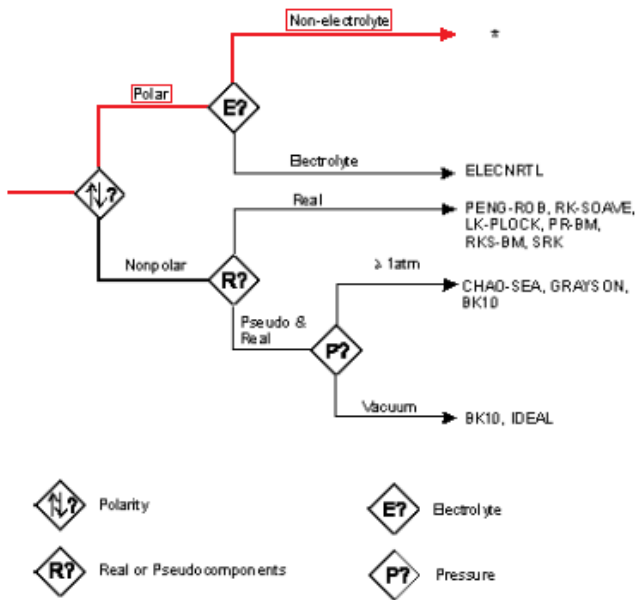 Non-electrolyte
*
Polar
E?
Electrolyte
ELECNRTL
?
Real
PENG-ROB, RK-SOAVE,
LK-PLOCK, PR-BM,
RKS-BM, SRK
Nonpolar
R?
≥ 1atm
CHAO-SEA, GRAYSON,
BK10
Pseudo &
Real
P?
Vacuum
BK10, IDEAL
?
Polarity
E?
Electrolyte
R?
Real or Pseudocomponents
P?
Pressure